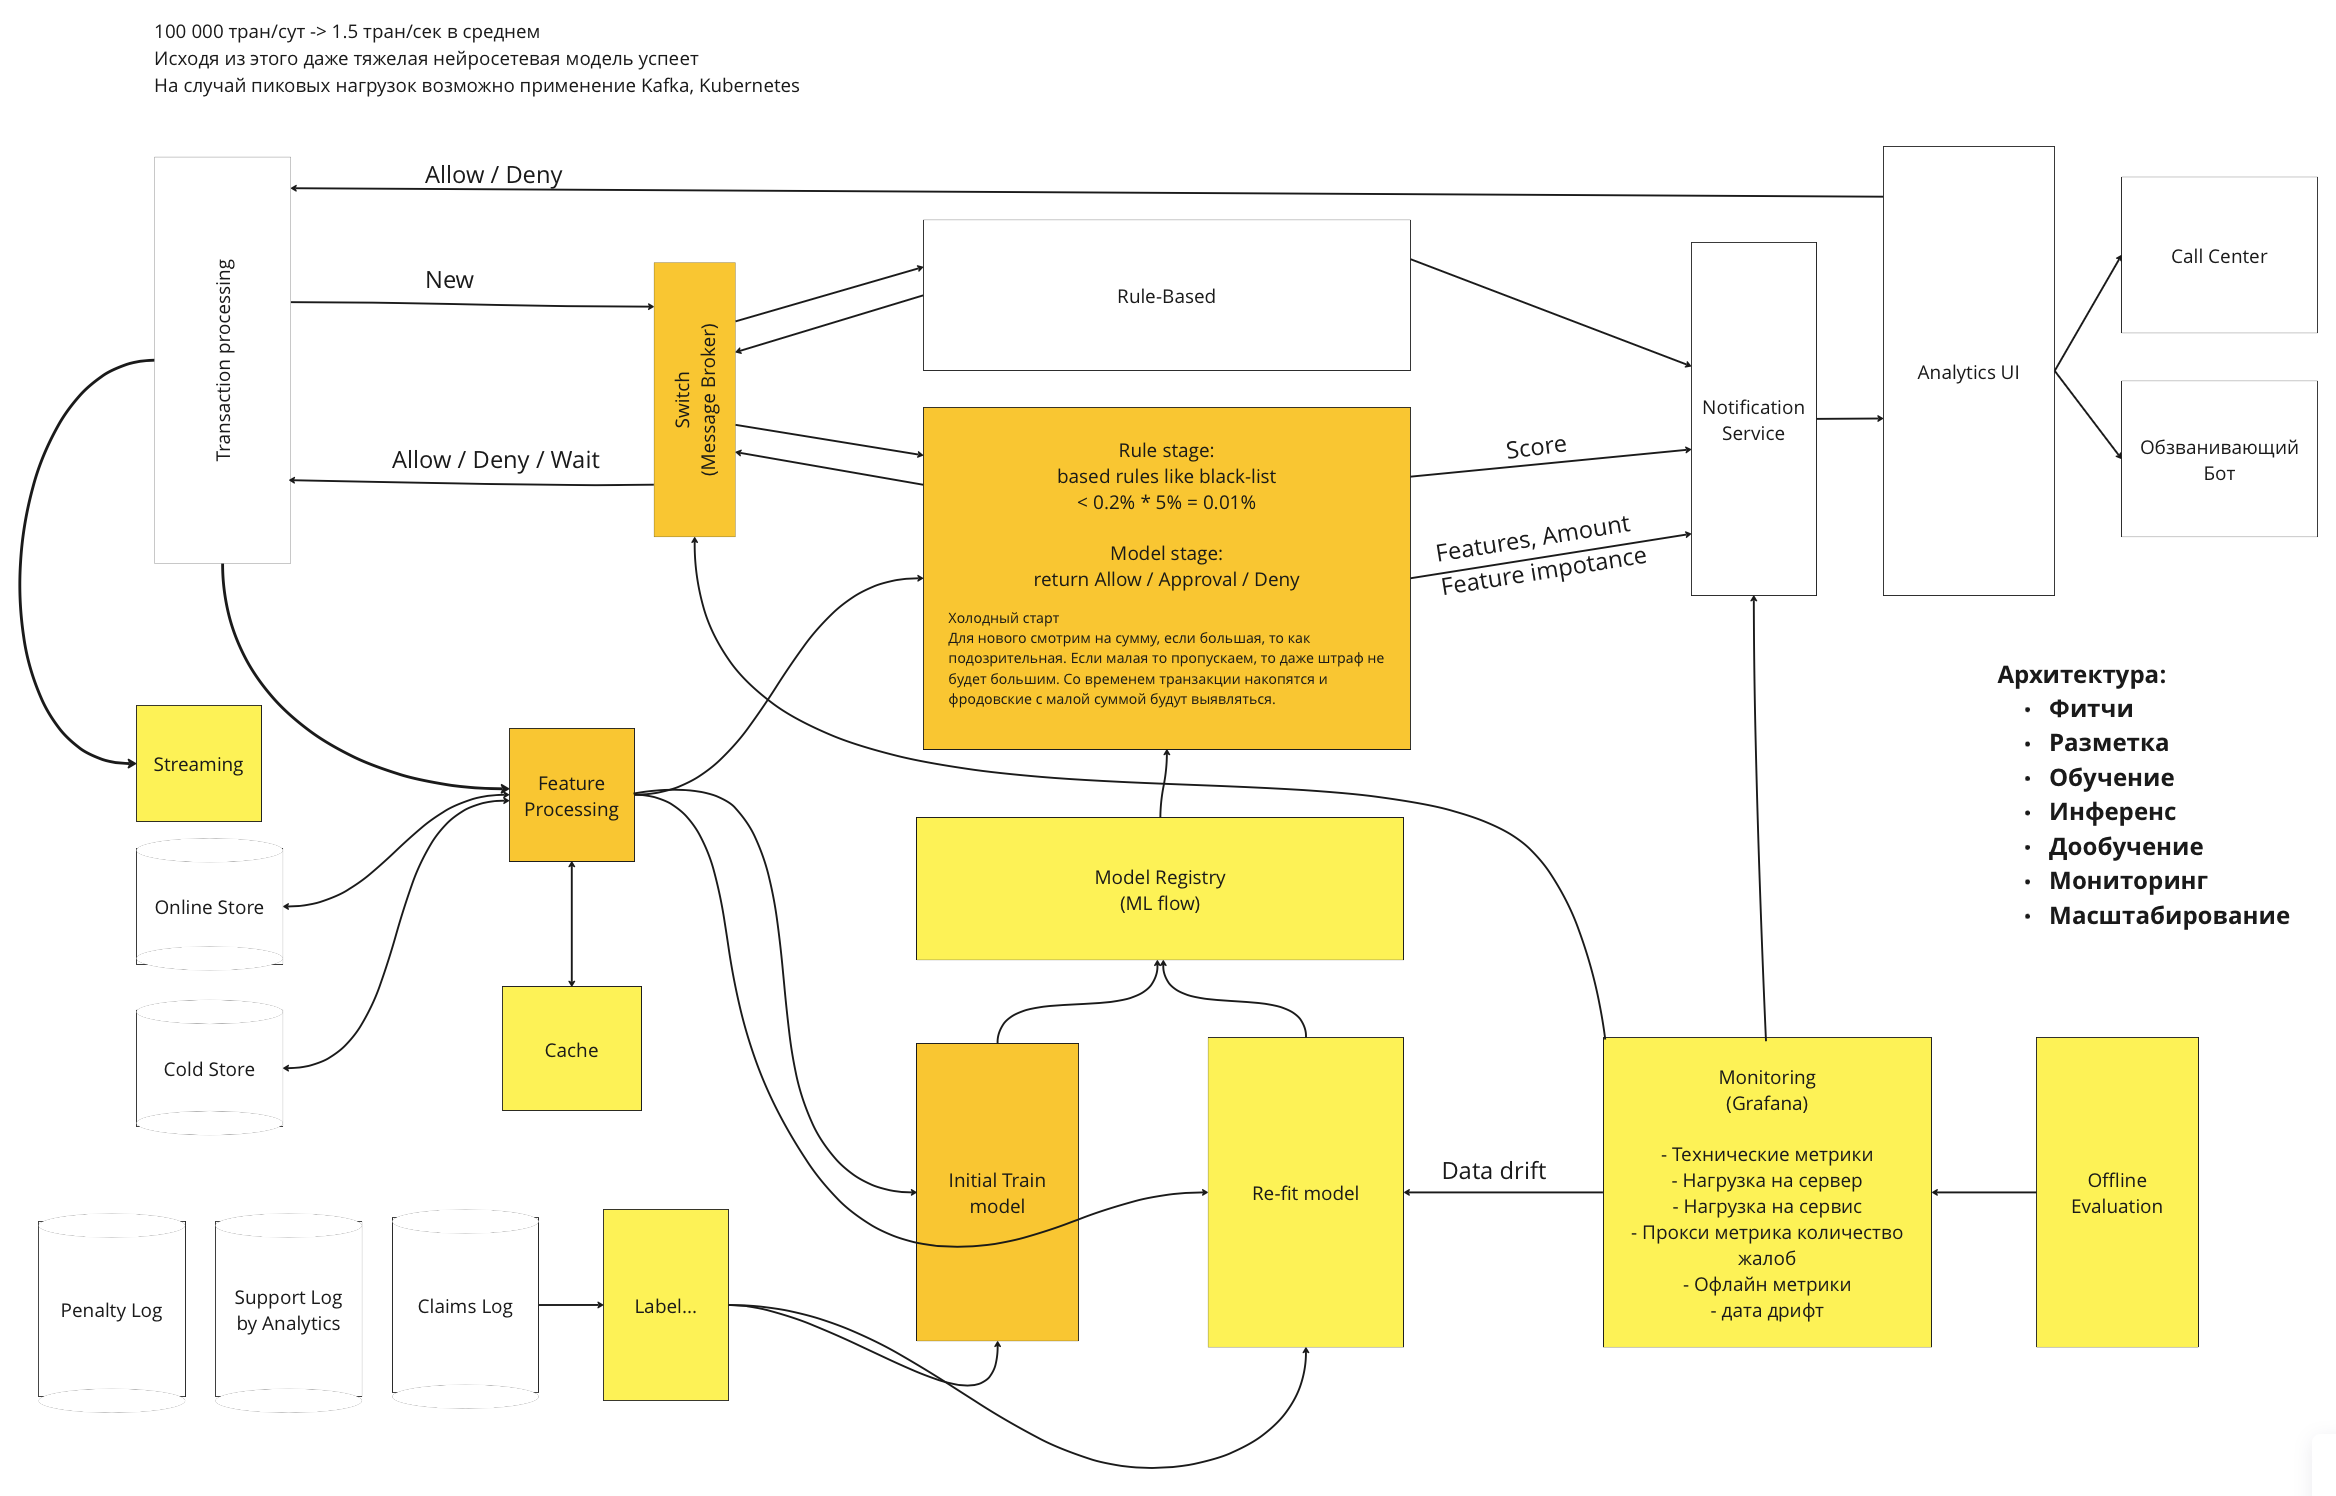 100 000 тран/сут -> 1.5 тран/сек в среднем
Исходя из этого даже тяжелая нейросетевая модель успеет
На случай пиковых нагрузок возможно применение Kafka, Kubernetes
Allow / Deny
New
Allow / Deny / Wait
Transaction processing
Switch
(Message Broker)
Rule-Based
Rule stage:
based rules like black-list
< 0.2% * 5% = 0.01%
Model stage:
return Allow / Approval / Deny
Холодный старт
Для нового смотрим на сумму, если большая, то как
подозрительная. Если малая то пропускаем, то даже штраф не
будет большим. Со временем транзакции накопятся и
фродовские с малой суммой будут выявляться.
Score
Features, Amount
Feature impotance
Notification
Service
Analytics UI
Call Center
Обзванивающий
Бот
Архитектура:
• Фитчи
• Разметка
• Обучение
• Инференс
• Дообучение
• Мониторинг
• Масштабирование
Streaming
Online Store
Cold Store
Feature
Processing
Cache
Model Registry
(ML flow)
Initial Train
model
Re-fit model
Data drift
Monitoring
(Grafana)
- Технические метрики
- Нагрузка на сервер
- Нагрузка на сервис
- Прокси метрика количество
жалоб
- Офлайн метрики
- дата дрифт
Offline
Evaluation
Penalty Log
Support Log
by Analytics
Claims Log
Label...